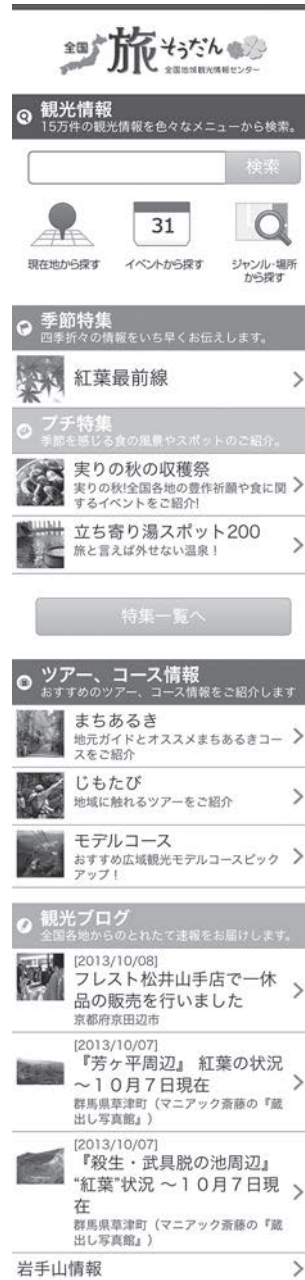 全国 旅そうだん
全国地域観光情報センター
観光情報
15万件の観光情報を色々なメニューから検索。
検索
31
現在地から探す
イベントから探す
ジャンル・場所
から探す
季節特集
四季折々の情報をいち早くお伝えします。
紅葉最前線
プチ特集
季節を感じる食の風景やスポットのご紹介。
実りの秋の収穫祭
実りの秋!全国各地の豊作祈願や食に関
するイベントをご紹介!
立ち寄り湯スポット200
旅と言えば外せない温泉！
特集一覧へ
ツアー、コース情報
おすすめのツアー、コース情報をご紹介します
まちあるき
地元ガイドとオススメまちあるきコー
スをご紹介
じもたび
地域に触れるツアーをご紹介
モデルコース
おすすめ広域観光モデルコースピック
アップ！
観光ブログ
全国各地からのとれたて速報をお届けします。
[2013/10/08]
フレスト松井山手店で一休
品の販売を行いました
京都府京田辺市
[2013/10/07]
『芳ヶ平周辺』 紅葉の状況
～１０月７日現在
群馬県草津町（マニアック斎藤の『蔵
出し写真館』）
[2013/10/07]
『殺生・武具脱の池周辺』
“紅葉”状況 ～１０月７日現
在
群馬県草津町（マニアック斎藤の『蔵
出し写真館』）
岩手山情報